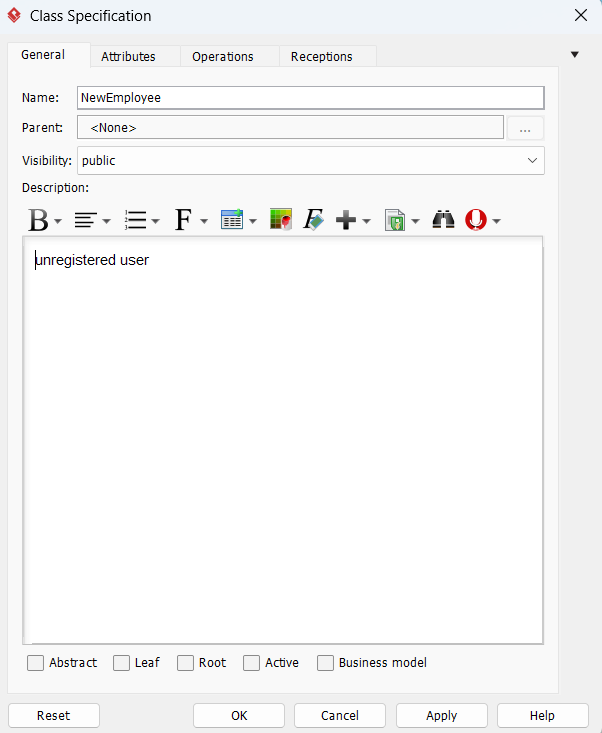 Class Specification
General Attributes Operations Receptions
Name: NewEmployee
Parent: <None> ...
Visibility: public
Description:
B F F
unregistered user
Abstract Leaf Root Active Business model
Reset OK Cancel Apply Help